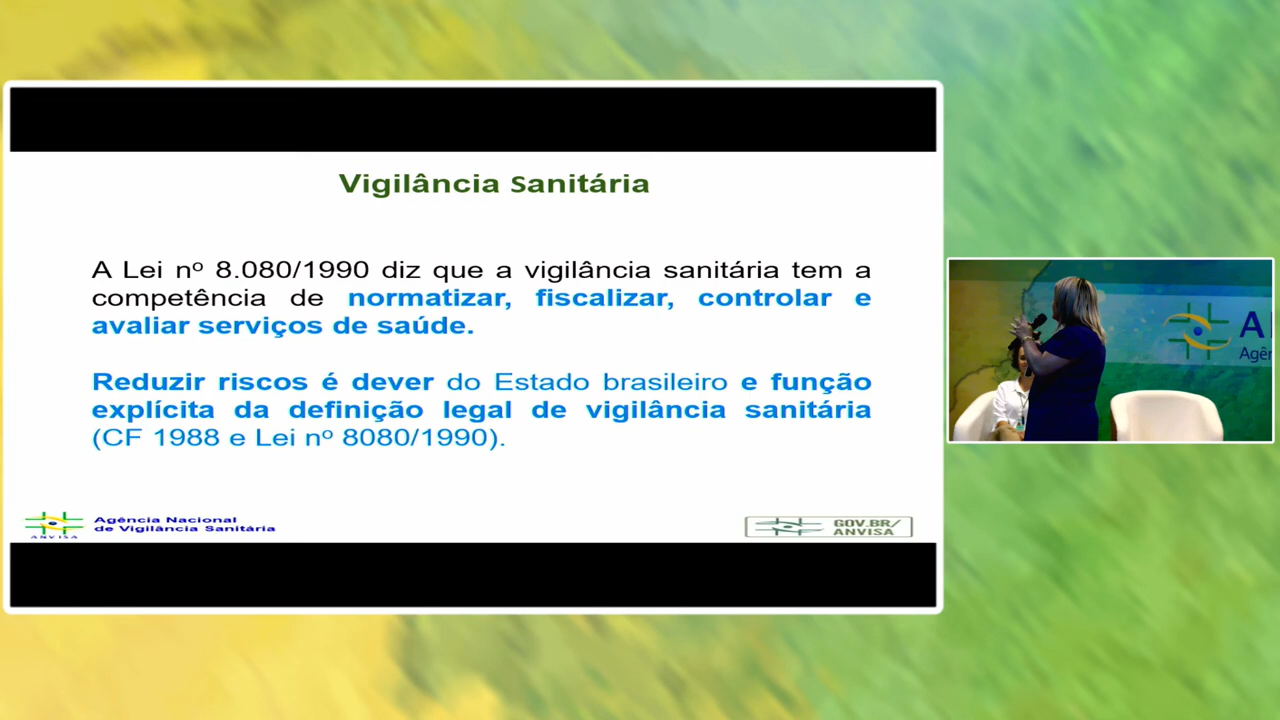 Vigilância Sanitária
A Lei nº 8.080/1990 diz que a vigilância sanitária tem a
competência de normatizar, fiscalizar, controlar e
avaliar serviços de saúde.
Reduzir riscos é dever do Estado brasileiro e função
explícita da definição legal de vigilância sanitária
(CF 1988 e Lei nº 8080/1990).
ANVISA
Agência Nacional
de Vigilância Sanitária
GOV.BR/
ANVISA
A
Agê